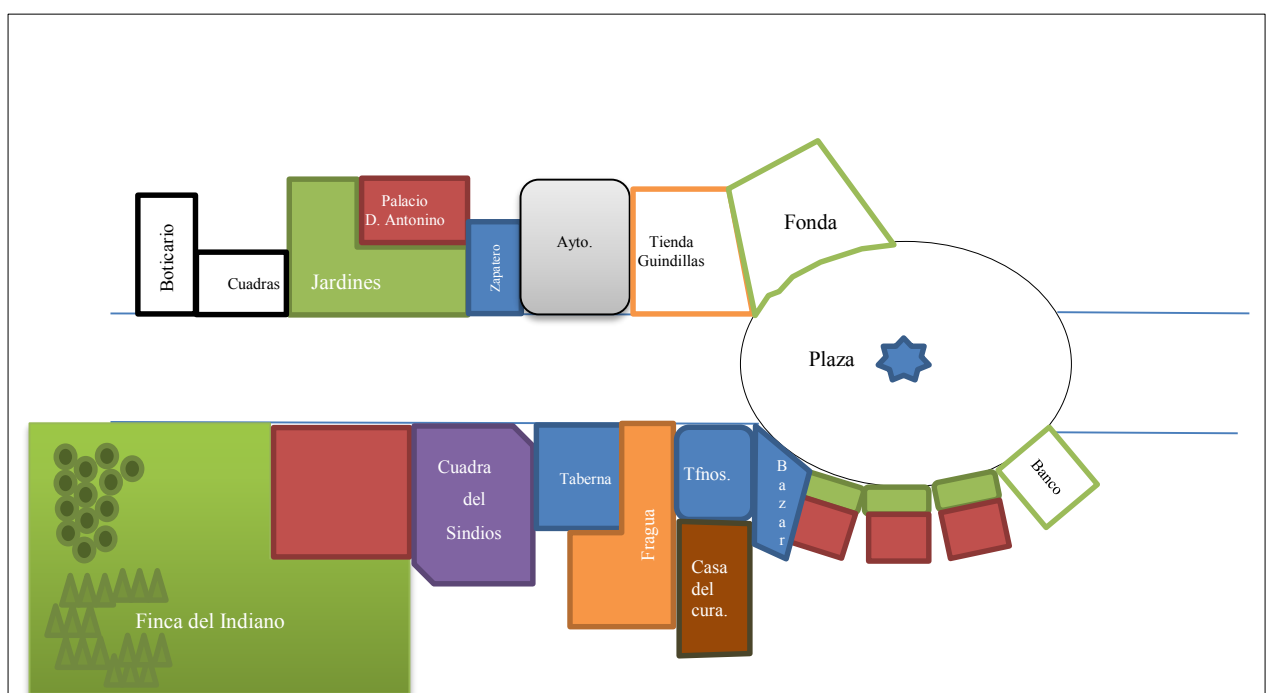 Boticario
Cuadras
Jardines
Palacio
D. Antonino
Zapatero
Ayto.
Tienda
Guindillas
Fonda
Plaza
Finca del Indiano
Cuadra
del
Sindios
Taberna
Fragua
Tfnos.
Casa
del
cura.
Bazar
Banco